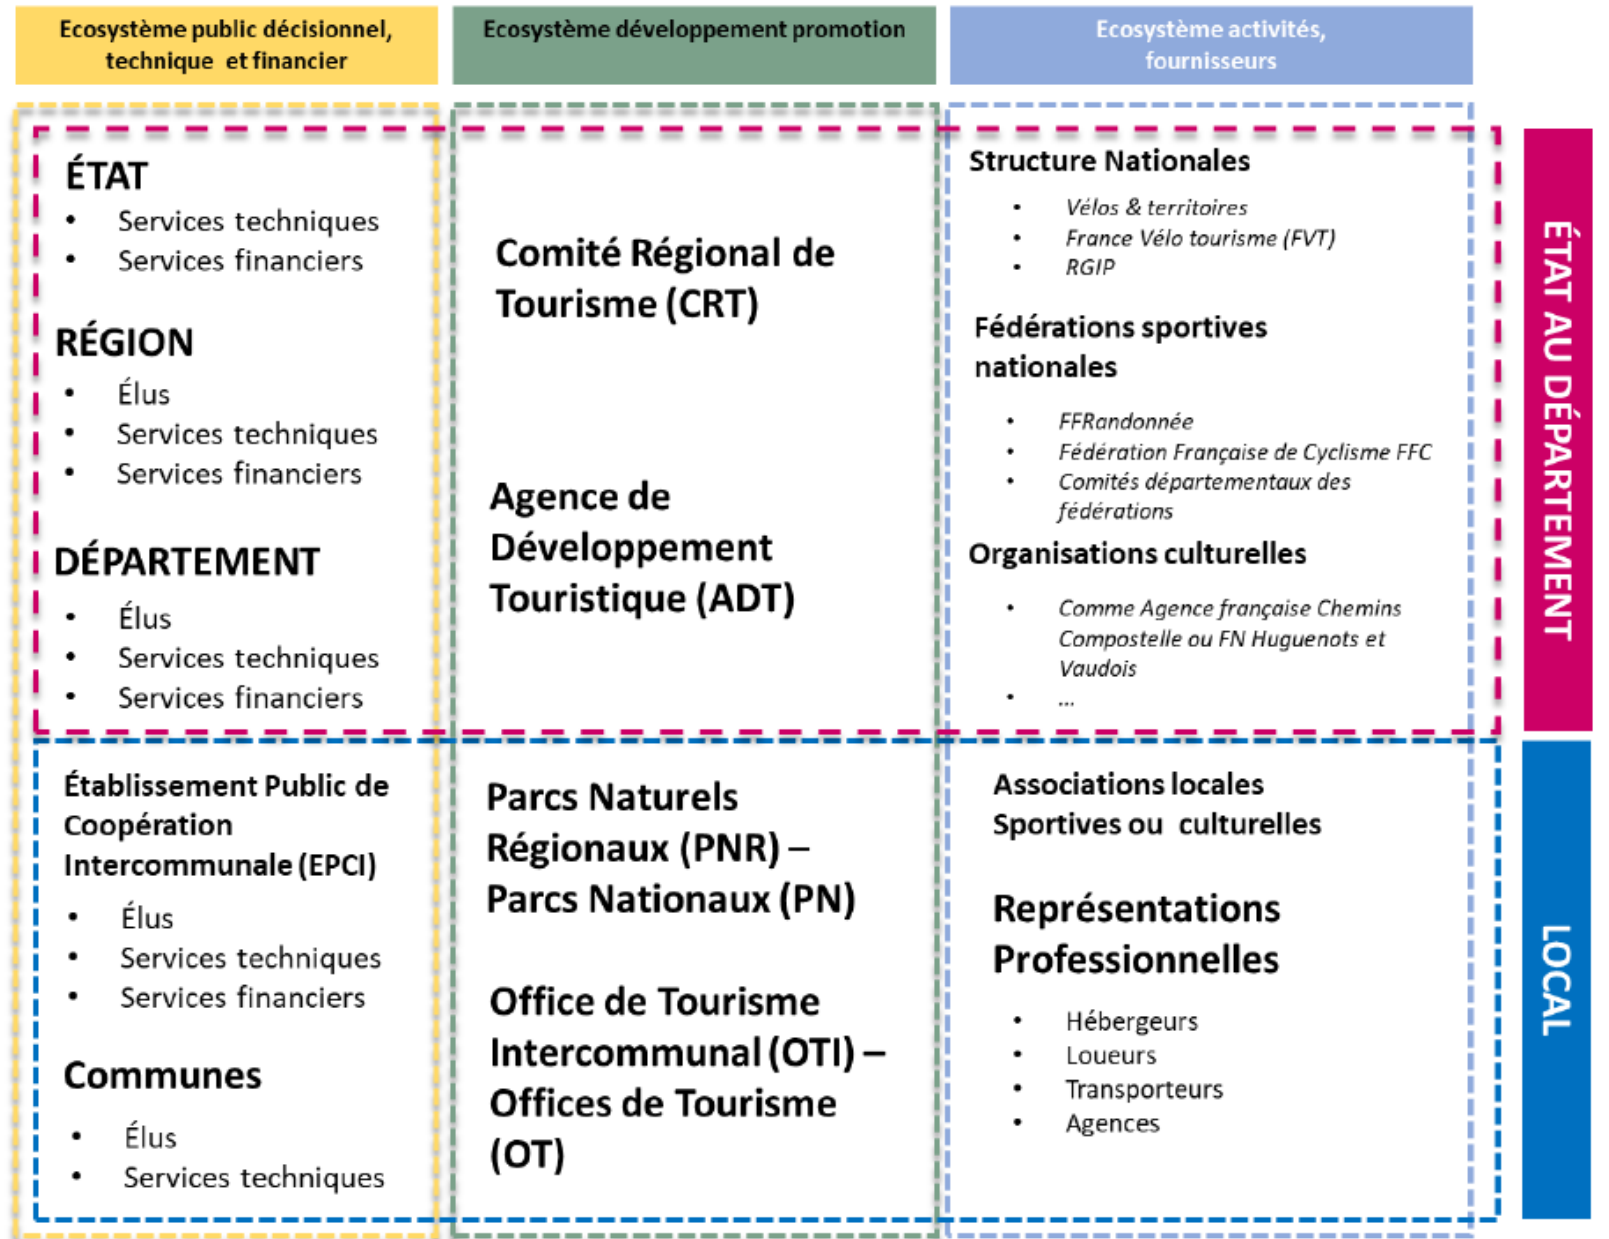 Ecosystème public décisionnel,
technique et financier
Ecosystème développement promotion
Ecosystème activités,
fournisseurs
ÉTAT
• Services techniques
• Services financiers
RÉGION
• Élus
• Services techniques
• Services financiers
DÉPARTEMENT
• Élus
• Services techniques
• Services financiers
Comité Régional de
Tourisme (CRT)
Agence de
Développement
Touristique (ADT)
Structure Nationales
• Vélos & territoires
• France Vélo tourisme (FVT)
• RGIP
Fédérations sportives
nationales
• FFRandonnée
• Fédération Française de Cyclisme FFC
• Comités départementaux des
fédérations
Organisations culturelles
• Comme Agence française Chemins
Compostelle ou FN Huguenots et
Vaudois
• ...
ÉTAT AU DÉPARTEMENT
Établissement Public de
Coopération
Intercommunale (EPCI)
• Élus
• Services techniques
• Services financiers
Communes
• Élus
• Services techniques
Parcs Naturels
Régionaux (PNR) –
Parcs Nationaux (PN)
Office de Tourisme
Intercommunal (OTI) –
Offices de Tourisme
(OT)
Associations locales
Sportives ou culturelles
Représentations
Professionnelles
• Hébergeurs
• Loueurs
• Transporteurs
• Agences
LOCAL